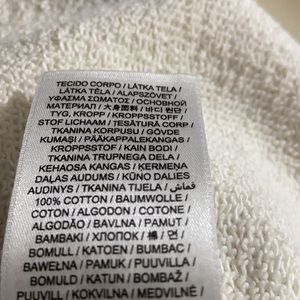 TECIDO CORPO / LÁTKA TELA /
LÁTKA TĚLA / ALAPSZÖVET /
ΥΦΑΣΜΑ ΣΩΜΑΤΟΣ / ОСНОВНОЙ
МАТЕРИАЛ / 大身面料 / 바디 원단 /
TYG, KROPP / KROPPSSTOFF /
STOF LICHAAM / ȚESĂTURĂ CORP /
TKANINA KORPUSU / GÖVDE
KUMAŞI / PÄÄKAPPALEKANGAS /
KROPPSSTOF / KAIN BODI /
TKANINA TRUPNEGA DELA /
KEHAOSA KANGAS / ĶERMEŅA
DAĻAS AUDUMS / KŪNO DALIES
AUDINYS / TKANINA TIJELA / قماش
100% COTTON / BAUMWOLLE /
COTON / ALGODON / COTONE /
ALGODÃO / BAVLNA / PAMUT /
BAMBAKI / ХЛОПОК / 棉 / 면 /
BOMULL / KATOEN / BUMBAC /
BAWEŁNA / PAMUK / PUUVILLA /
BOMULD / KATUN / BOMBAŽ /
PUUVILL / KOKVILNA / MEDVILNĖ /